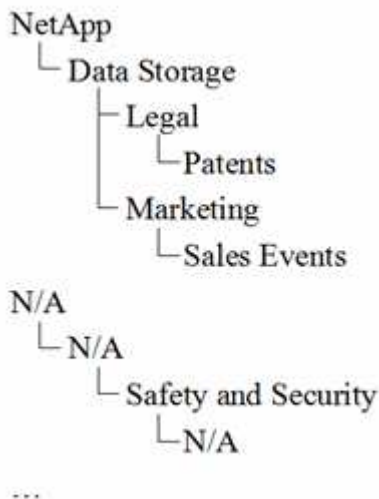 NetApp
Data Storage
Legal
Patents
Marketing
Sales Events
N/A
N/A
Safety and Security
N/A
...